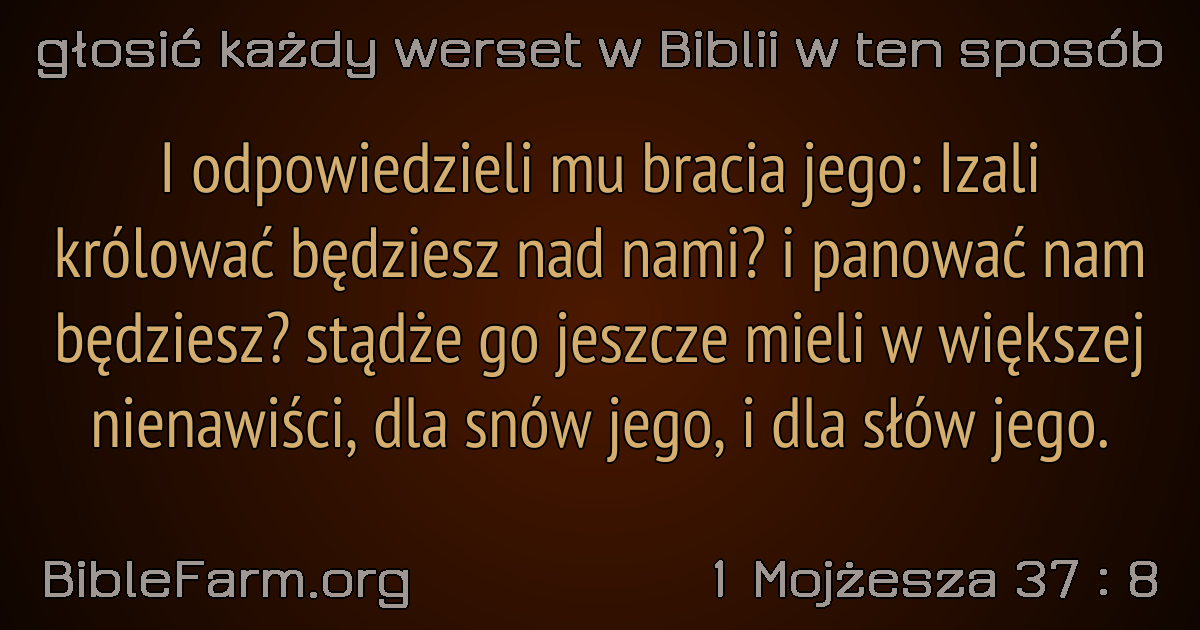 głosić każdy werset w Biblii w ten sposób
I odpowiedzieli mu bracia jego: Izali
królować będziesz nad nami? i panować nam
będziesz? stądże go jeszcze mieli w większej
nienawiści, dla snów jego, i dla słów jego.
BibleFarm.org
1 Mojżesza 37 : 8